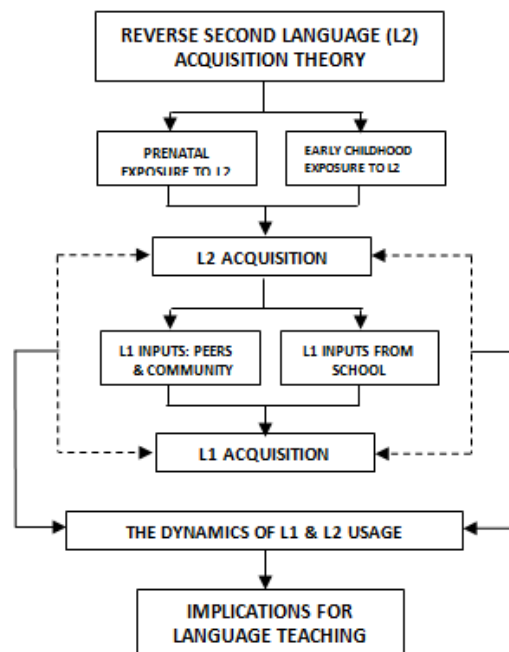 REVERSE SECOND LANGUAGE (L2)
ACQUISITION THEORY
PRENATAL
EXPOSURE TO L2
EARLY CHILDHOOD
EXPOSURE TO L2
L2 ACQUISITION
L1 INPUTS: PEERS
& COMMUNITY
L1 INPUTS FROM
SCHOOL
L1 ACQUISITION
THE DYNAMICS OF L1 & L2 USAGE
IMPLICATIONS FOR
LANGUAGE TEACHING